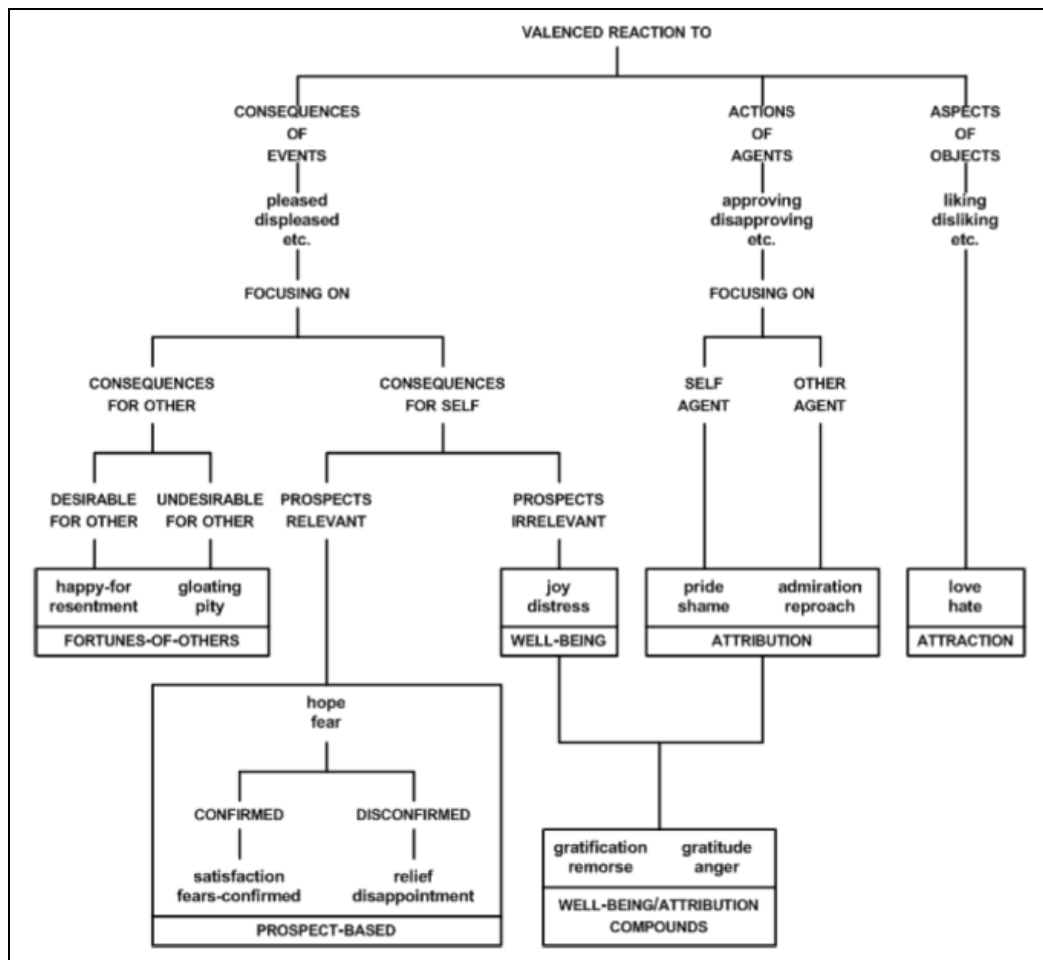 VALENCED REACTION TO
CONSEQUENCES
OF
EVENTS
pleased
displeased
etc.
FOCUSING ON
ACTIONS
OF
AGENTS
approving
disapproving
etc.
FOCUSING ON
ASPECTS
OF
OBJECTS
liking
disliking
etc.
CONSEQUENCES
FOR OTHER
CONSEQUENCES
FOR SELF
SELF
AGENT
OTHER
AGENT
DESIRABLE
FOR OTHER
UNDESIRABLE
FOR OTHER
PROSPECTS
RELEVANT
PROSPECTS
IRRELEVANT
happy-for
resentment
gloating
pity
FORTUNES-OF-OTHERS
joy
distress
WELL-BEING
pride
shame
admiration
reproach
ATTRIBUTION
love
hate
ATTRACTION
hope
fear
CONFIRMED
DISCONFIRMED
satisfaction
fears-confirmed
relief
disappointment
PROSPECT-BASED
gratification
remorse
gratitude
anger
WELL-BEING/ATTRIBUTION
COMPOUNDS